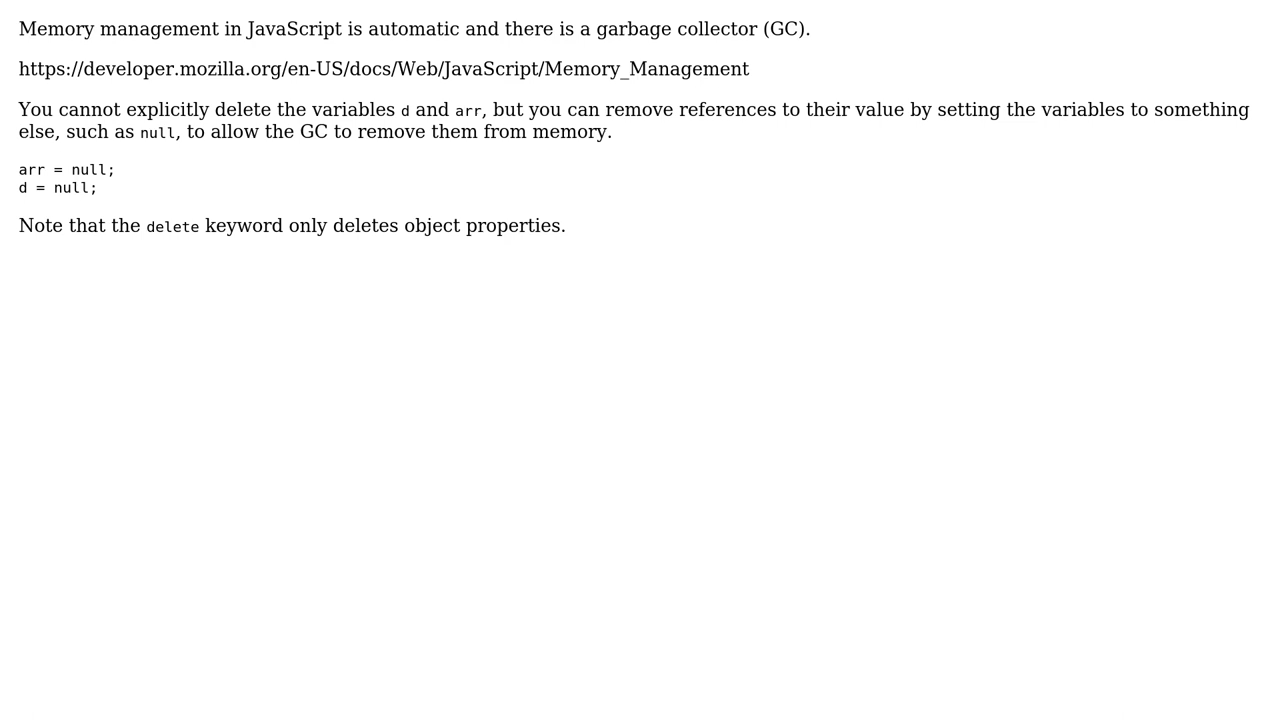 Memory management in JavaScript is automatic and there is a garbage collector (GC).
https://developer.mozilla.org/en-US/docs/Web/JavaScript/Memory_Management
You cannot explicitly delete the variables d and arr, but you can remove references to their value by setting the variables to something
else, such as null, to allow the GC to remove them from memory.
arr = null;
d = null;
Note that the delete keyword only deletes object properties.